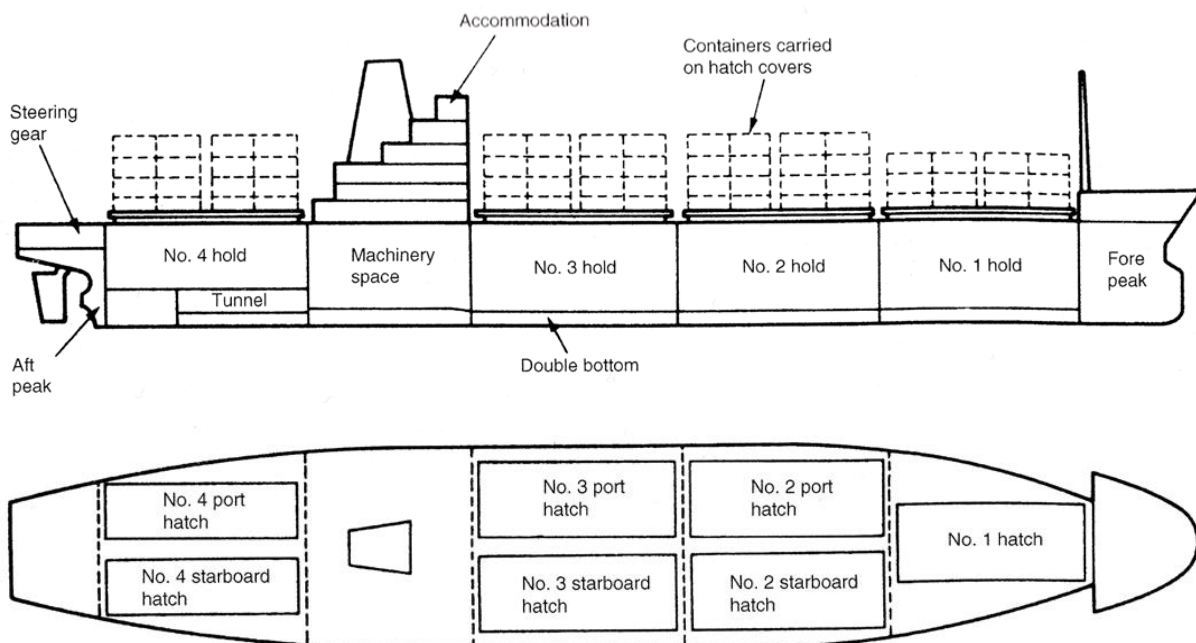 Accommodation
Containers carried
on hatch covers
Steering
gear
No. 4 hold
Machinery
space
No. 3 hold
No. 2 hold
No. 1 hold
Fore
peak
Tunnel
Aft
peak
Double bottom
No. 4 port
hatch
No. 3 port
hatch
No. 2 port
hatch
No. 1 hatch
No. 4 starboard
hatch
No. 3 starboard
hatch
No. 2 starboard
hatch